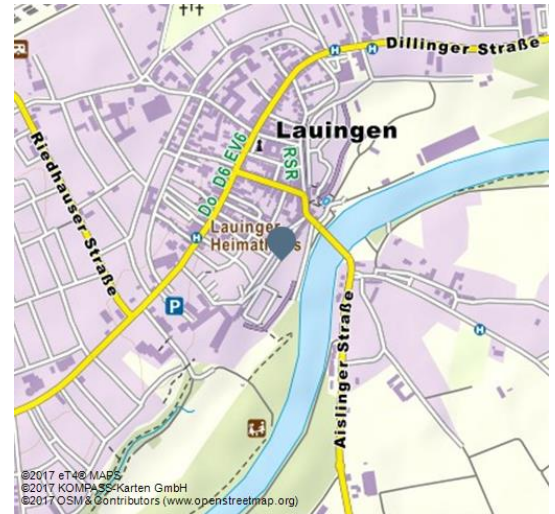 Dillinger Straße
Lauingen
Riedhauser Straße
Do, D6, EV6
RSR
Lauinger
P
Aislinger Straße
©2017 eT4® MAPS
©2017 KOMPASS-Karten GmbH
©2017 OSM & Contributors (www.openstreetmap.org)